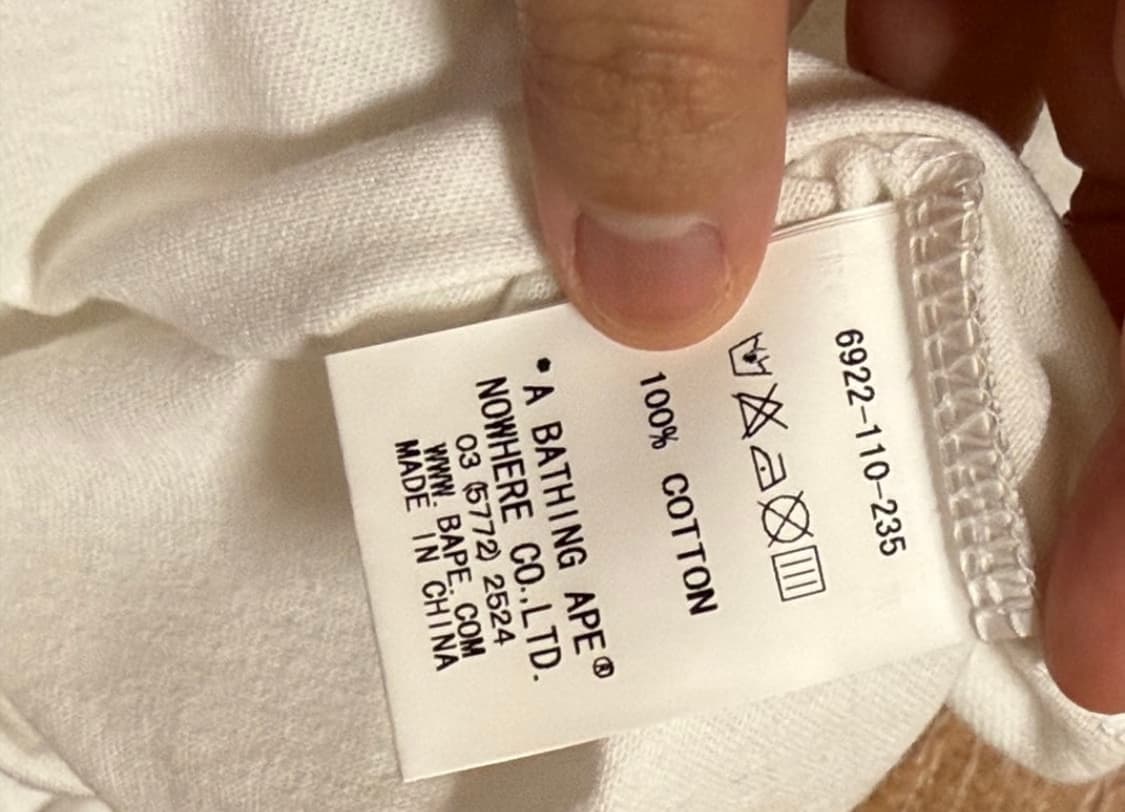 6922-110-235
100% COTTON
• A BATHING APE®
NOWHERE CO.,LTD.
03 (5772) 2524
WWW. BAPE. COM
MADE IN CHINA